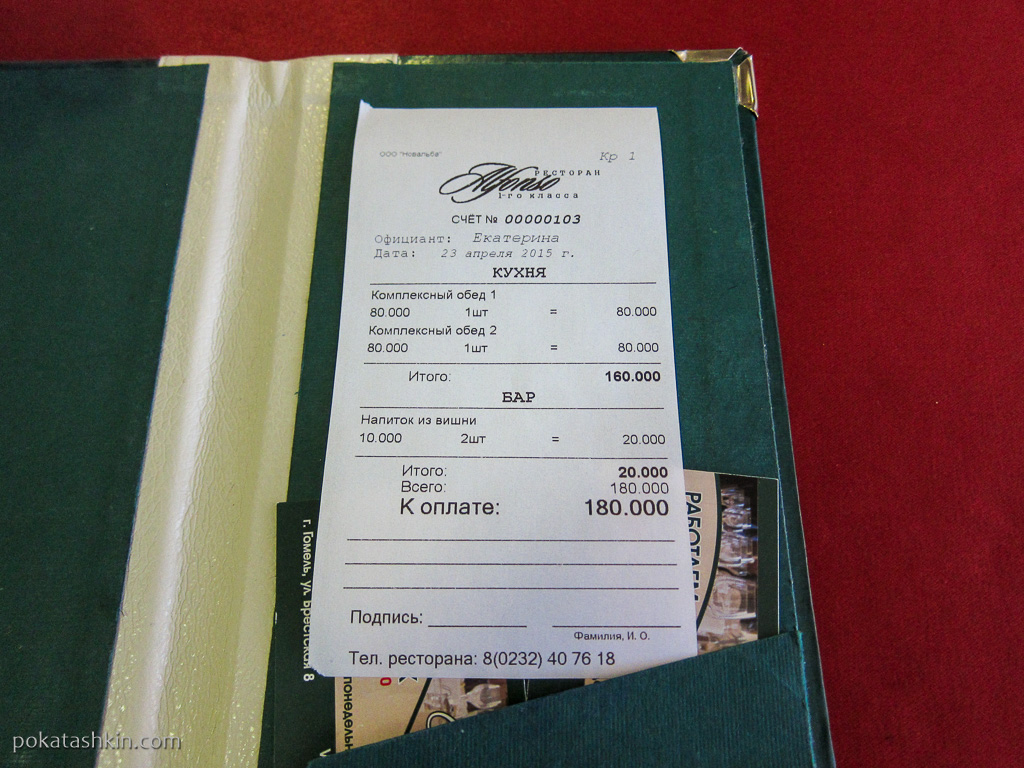 ООО "Новальба"
Кр 1
Alfonso
РЕСТОРАН
1-го класса
СЧЁТ № 00000103
Официант: Екатерина
Дата: 23 апреля 2015 г.
КУХНЯ
Комплексный обед 1
80.000 1шт = 80.000
Комплексный обед 2
80.000 1шт = 80.000
Итого: 160.000
БАР
Напиток из вишни
10.000 2шт = 20.000
Итого: 20.000
Всего: 180.000
К оплате: 180.000
Подпись:
Фамилия, И. О.
Тел. ресторана: 8(0232) 40 76 18
г. Гомель, ул. Брестская 8
РАБОТАЕМ
понедельн
pokatashkin.com